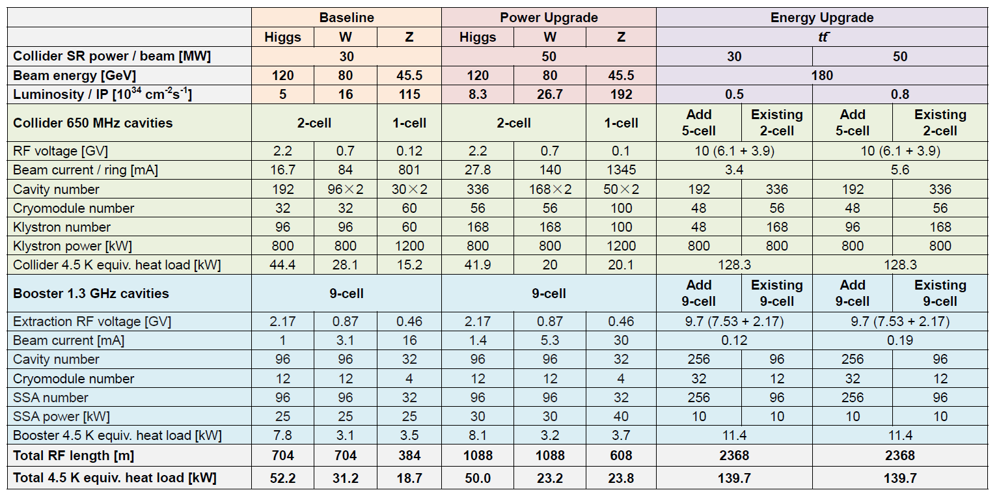 Baseline Power Upgrade Energy Upgrade
Higgs W Z Higgs W Z tt̄
Collider SR power / beam [MW] 30 50 30 50
Beam energy [GeV] 120 80 45.5 120 80 45.5 180
Luminosity / IP [10³⁴ cm⁻²s⁻¹] 5 16 115 8.3 26.7 192 0.5 0.8
Collider 650 MHz cavities 2-cell 1-cell 2-cell 1-cell Add 5-cell Existing 2-cell Add 5-cell Existing 2-cell
RF voltage [GV] 2.2 0.7 0.12 2.2 0.7 0.1 10 (6.1 + 3.9) 10 (6.1 + 3.9)
Beam current / ring [mA] 16.7 84 801 27.8 140 1345 3.4 5.6
Cavity number 192 96×2 30×2 336 168×2 50×2 192 336 192 336
Cryomodule number 32 32 60 56 56 100 48 56 48 56
Klystron number 96 96 60 168 168 100 48 168 96 168
Klystron power [kW] 800 800 1200 800 800 1200 800 800 800 800
Collider 4.5 K equiv. heat load [kW] 44.4 28.1 15.2 41.9 20 20.1 128.3 128.3
Booster 1.3 GHz cavities 9-cell 9-cell Add 9-cell Existing 9-cell Add 9-cell Existing 9-cell
Extraction RF voltage [GV] 2.17 0.87 0.46 2.17 0.87 0.46 9.7 (7.53 + 2.17) 9.7 (7.53 + 2.17)
Beam current [mA] 1 3.1 16 1.4 5.3 30 0.12 0.19
Cavity number 96 96 32 96 96 32 256 96 256 96
Cryomodule number 12 12 4 12 12 4 32 12 32 12
SSA number 96 96 32 96 96 32 256 96 256 96
SSA power [kW] 25 25 25 30 30 40 10 10 10 10
Booster 4.5 K equiv. heat load [kW] 7.8 3.1 3.5 8.1 3.2 3.7 11.4 11.4
Total RF length [m] 704 704 384 1088 1088 608 2368 2368
Total 4.5 K equiv. heat load [kW] 52.2 31.2 18.7 50.0 23.2 23.8 139.7 139.7